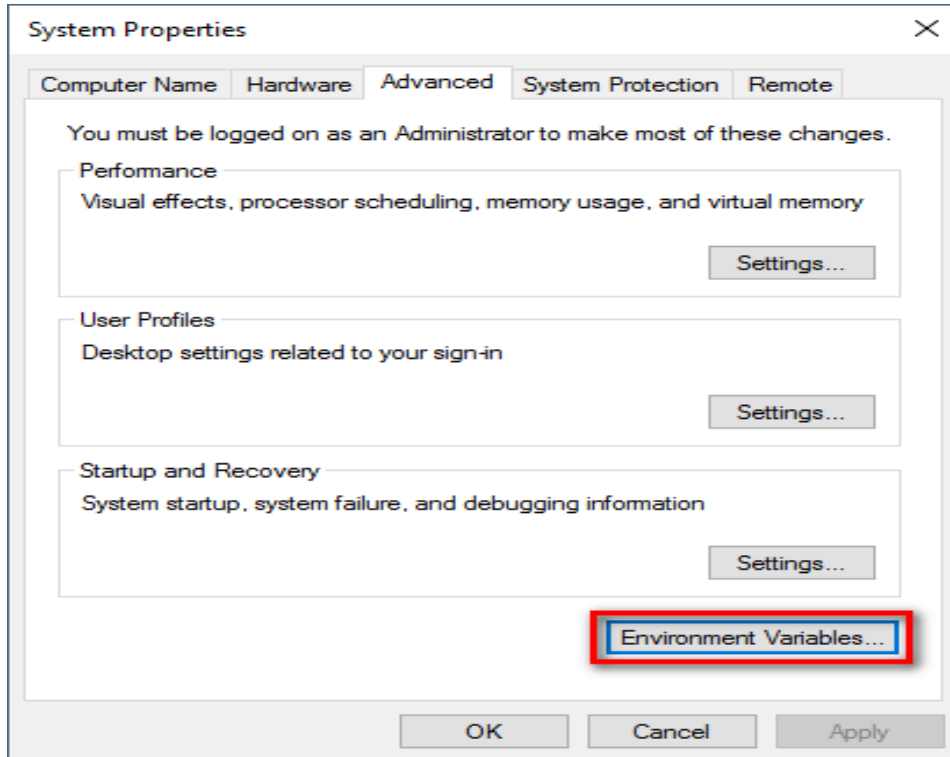 System Properties
Computer Name Hardware Advanced System Protection Remote
You must be logged on as an Administrator to make most of these changes.
Performance
Visual effects, processor scheduling, memory usage, and virtual memory
Settings...
User Profiles
Desktop settings related to your sign-in
Settings...
Startup and Recovery
System startup, system failure, and debugging information
Settings...
Environment Variables...
OK Cancel Apply